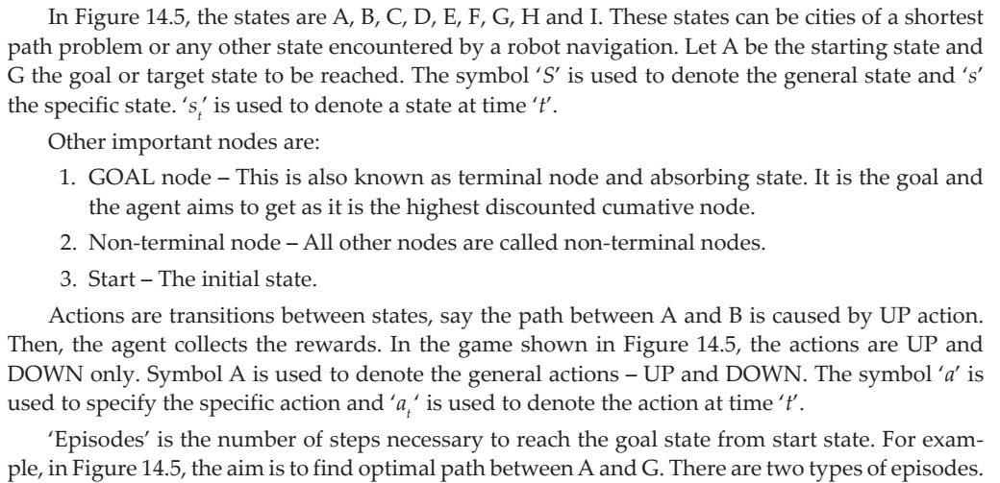 In Figure 14.5, the states are A, B, C, D, E, F, G, H and I. These states can be cities of a shortest
path problem or any other state encountered by a robot navigation. Let A be the starting state and
G the goal or target state to be reached. The symbol ‘S’ is used to denote the general state and ‘s’
the specific state. ‘sₜ’ is used to denote a state at time ‘t’.
Other important nodes are:
1. GOAL node – This is also known as terminal node and absorbing state. It is the goal and
the agent aims to get as it is the highest discounted cumative node.
2. Non-terminal node – All other nodes are called non-terminal nodes.
3. Start – The initial state.
Actions are transitions between states, say the path between A and B is caused by UP action.
Then, the agent collects the rewards. In the game shown in Figure 14.5, the actions are UP and
DOWN only. Symbol A is used to denote the general actions – UP and DOWN. The symbol ‘a’ is
used to specify the specific action and ‘aₜ‘ is used to denote the action at time ‘t’.
‘Episodes’ is the number of steps necessary to reach the goal state from start state. For exam-
ple, in Figure 14.5, the aim is to find optimal path between A and G. There are two types of episodes.